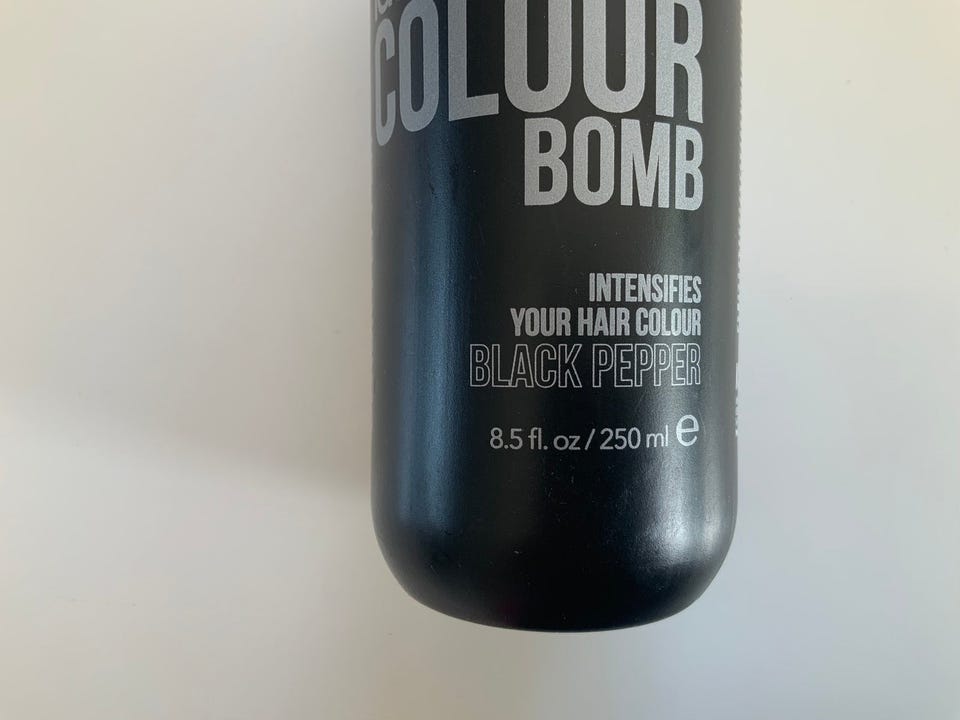 COLOUR
BOMB
INTENSIFIES
YOUR HAIR COLOUR
BLACK PEPPER
8.5 fl. oz / 250 ml e